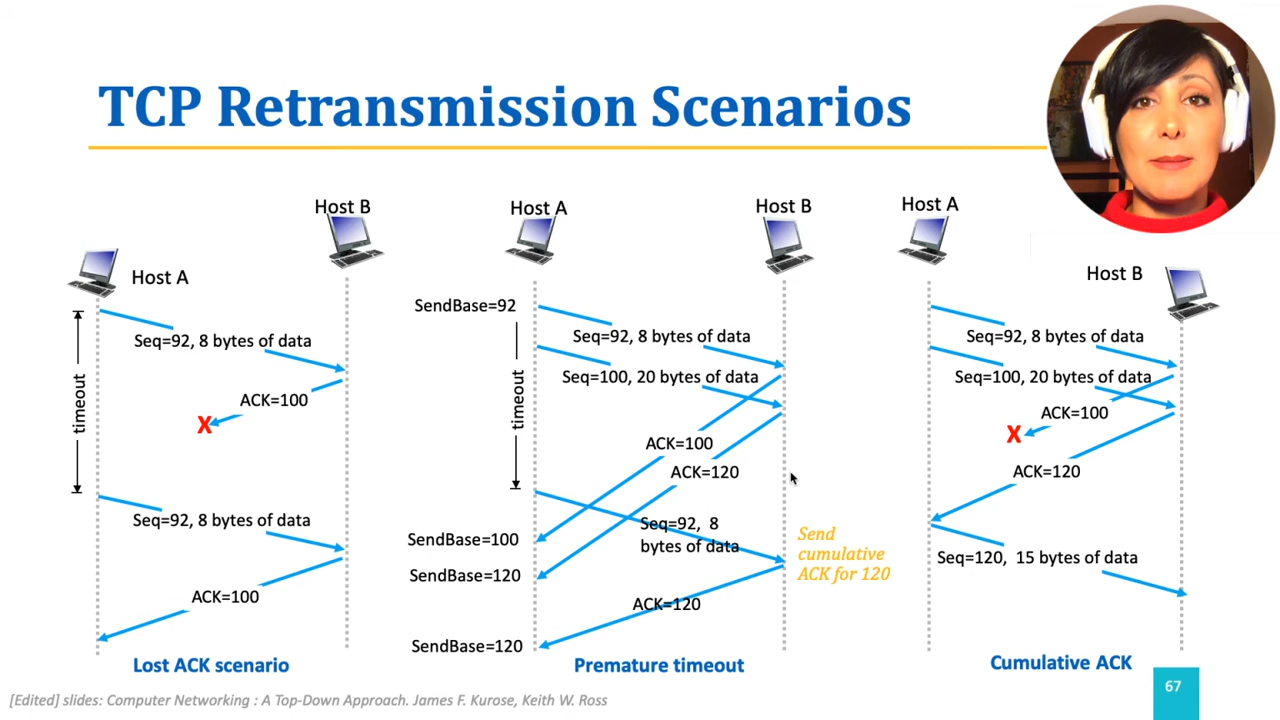 TCP Retransmission Scenarios
Host B
Host A
timeout
Seq=92, 8 bytes of data
ACK=100
X
Seq=92, 8 bytes of data
ACK=100
Lost ACK scenario
Host A
Host B
SendBase=92
timeout
Seq=92, 8 bytes of data
Seq=100, 20 bytes of data
ACK=100
ACK=120
Seq=92, 8
bytes of data
SendBase=100
SendBase=120
Send
cumulative
ACK for 120
ACK=120
SendBase=120
Premature timeout
Host A
Host B
Seq=92, 8 bytes of data
Seq=100, 20 bytes of data
ACK=100
X
ACK=120
Seq=120, 15 bytes of data
Cumulative ACK
67
[Edited] slides: Computer Networking : A Top-Down Approach. James F. Kurose, Keith W. Ross